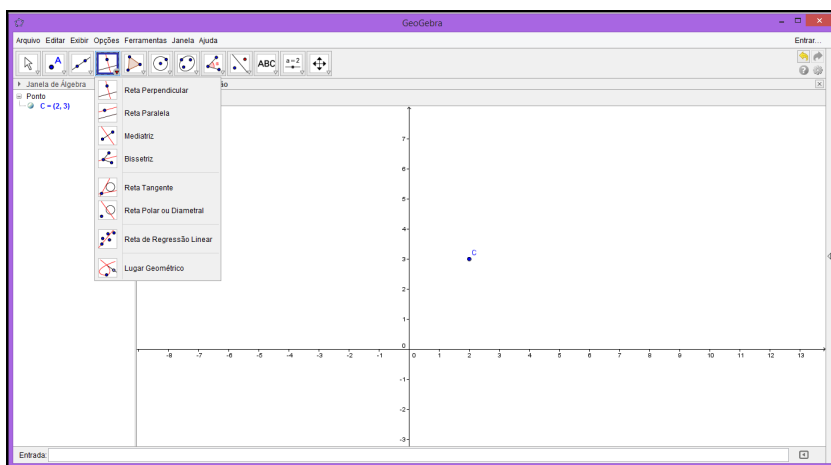 GeoGebra
Arquivo Editar Exibir Opções Ferramentas Janela Ajuda
Entrar...
A
ABC
a=2
Janela de Álgebra
ão
Ponto
C = (2, 3)
Reta Perpendicular
Reta Paralela
Mediatriz
Bissetriz
Reta Tangente
Reta Polar ou Diametral
Reta de Regressão Linear
Lugar Geométrico
7
6
5
4
3
C
2
1
0
-8 -7 -6 -5 -4 -3 -2 -1 0 1 2 3 4 5 6 7 8 9 10 11 12 13
-1
-2
-3
Entrada: